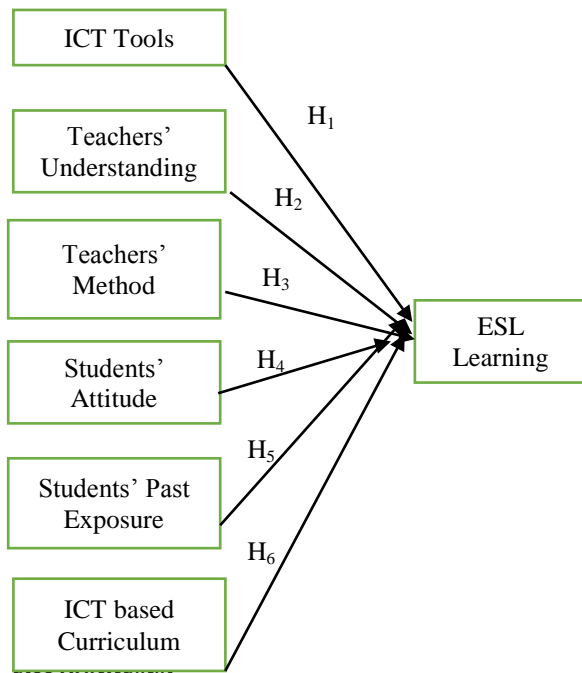 ICT Tools
H₁
Teachers’
Understanding
H₂
Teachers’
Method
H₃
ESL
Learning
Students’
Attitude
H₄
Students’ Past
Exposure
H₅
H₆
ICT based
Curriculum